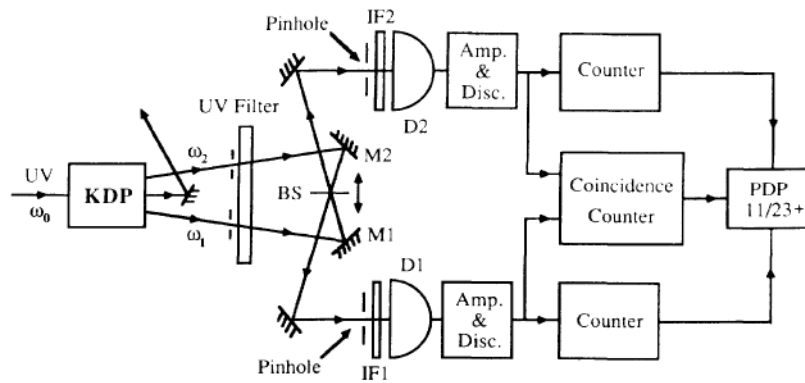 Pinhole
IF2
Amp.
&
Disc.
Counter
UV Filter
D2
ω₂
M2
UV
ω₀
KDP
BS
Coincidence
Counter
PDP
11/23+
ω₁
M1
D1
Amp.
&
Disc.
Counter
Pinhole
IF1